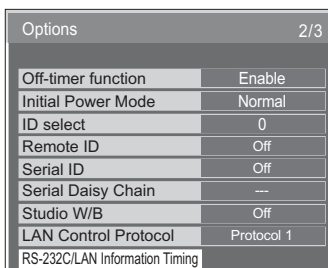 Options 2/3
Off-timer function Enable
Initial Power Mode Normal
ID select 0
Remote ID Off
Serial ID Off
Serial Daisy Chain ---
Studio W/B Off
LAN Control Protocol Protocol 1
RS-232C/LAN Information Timing